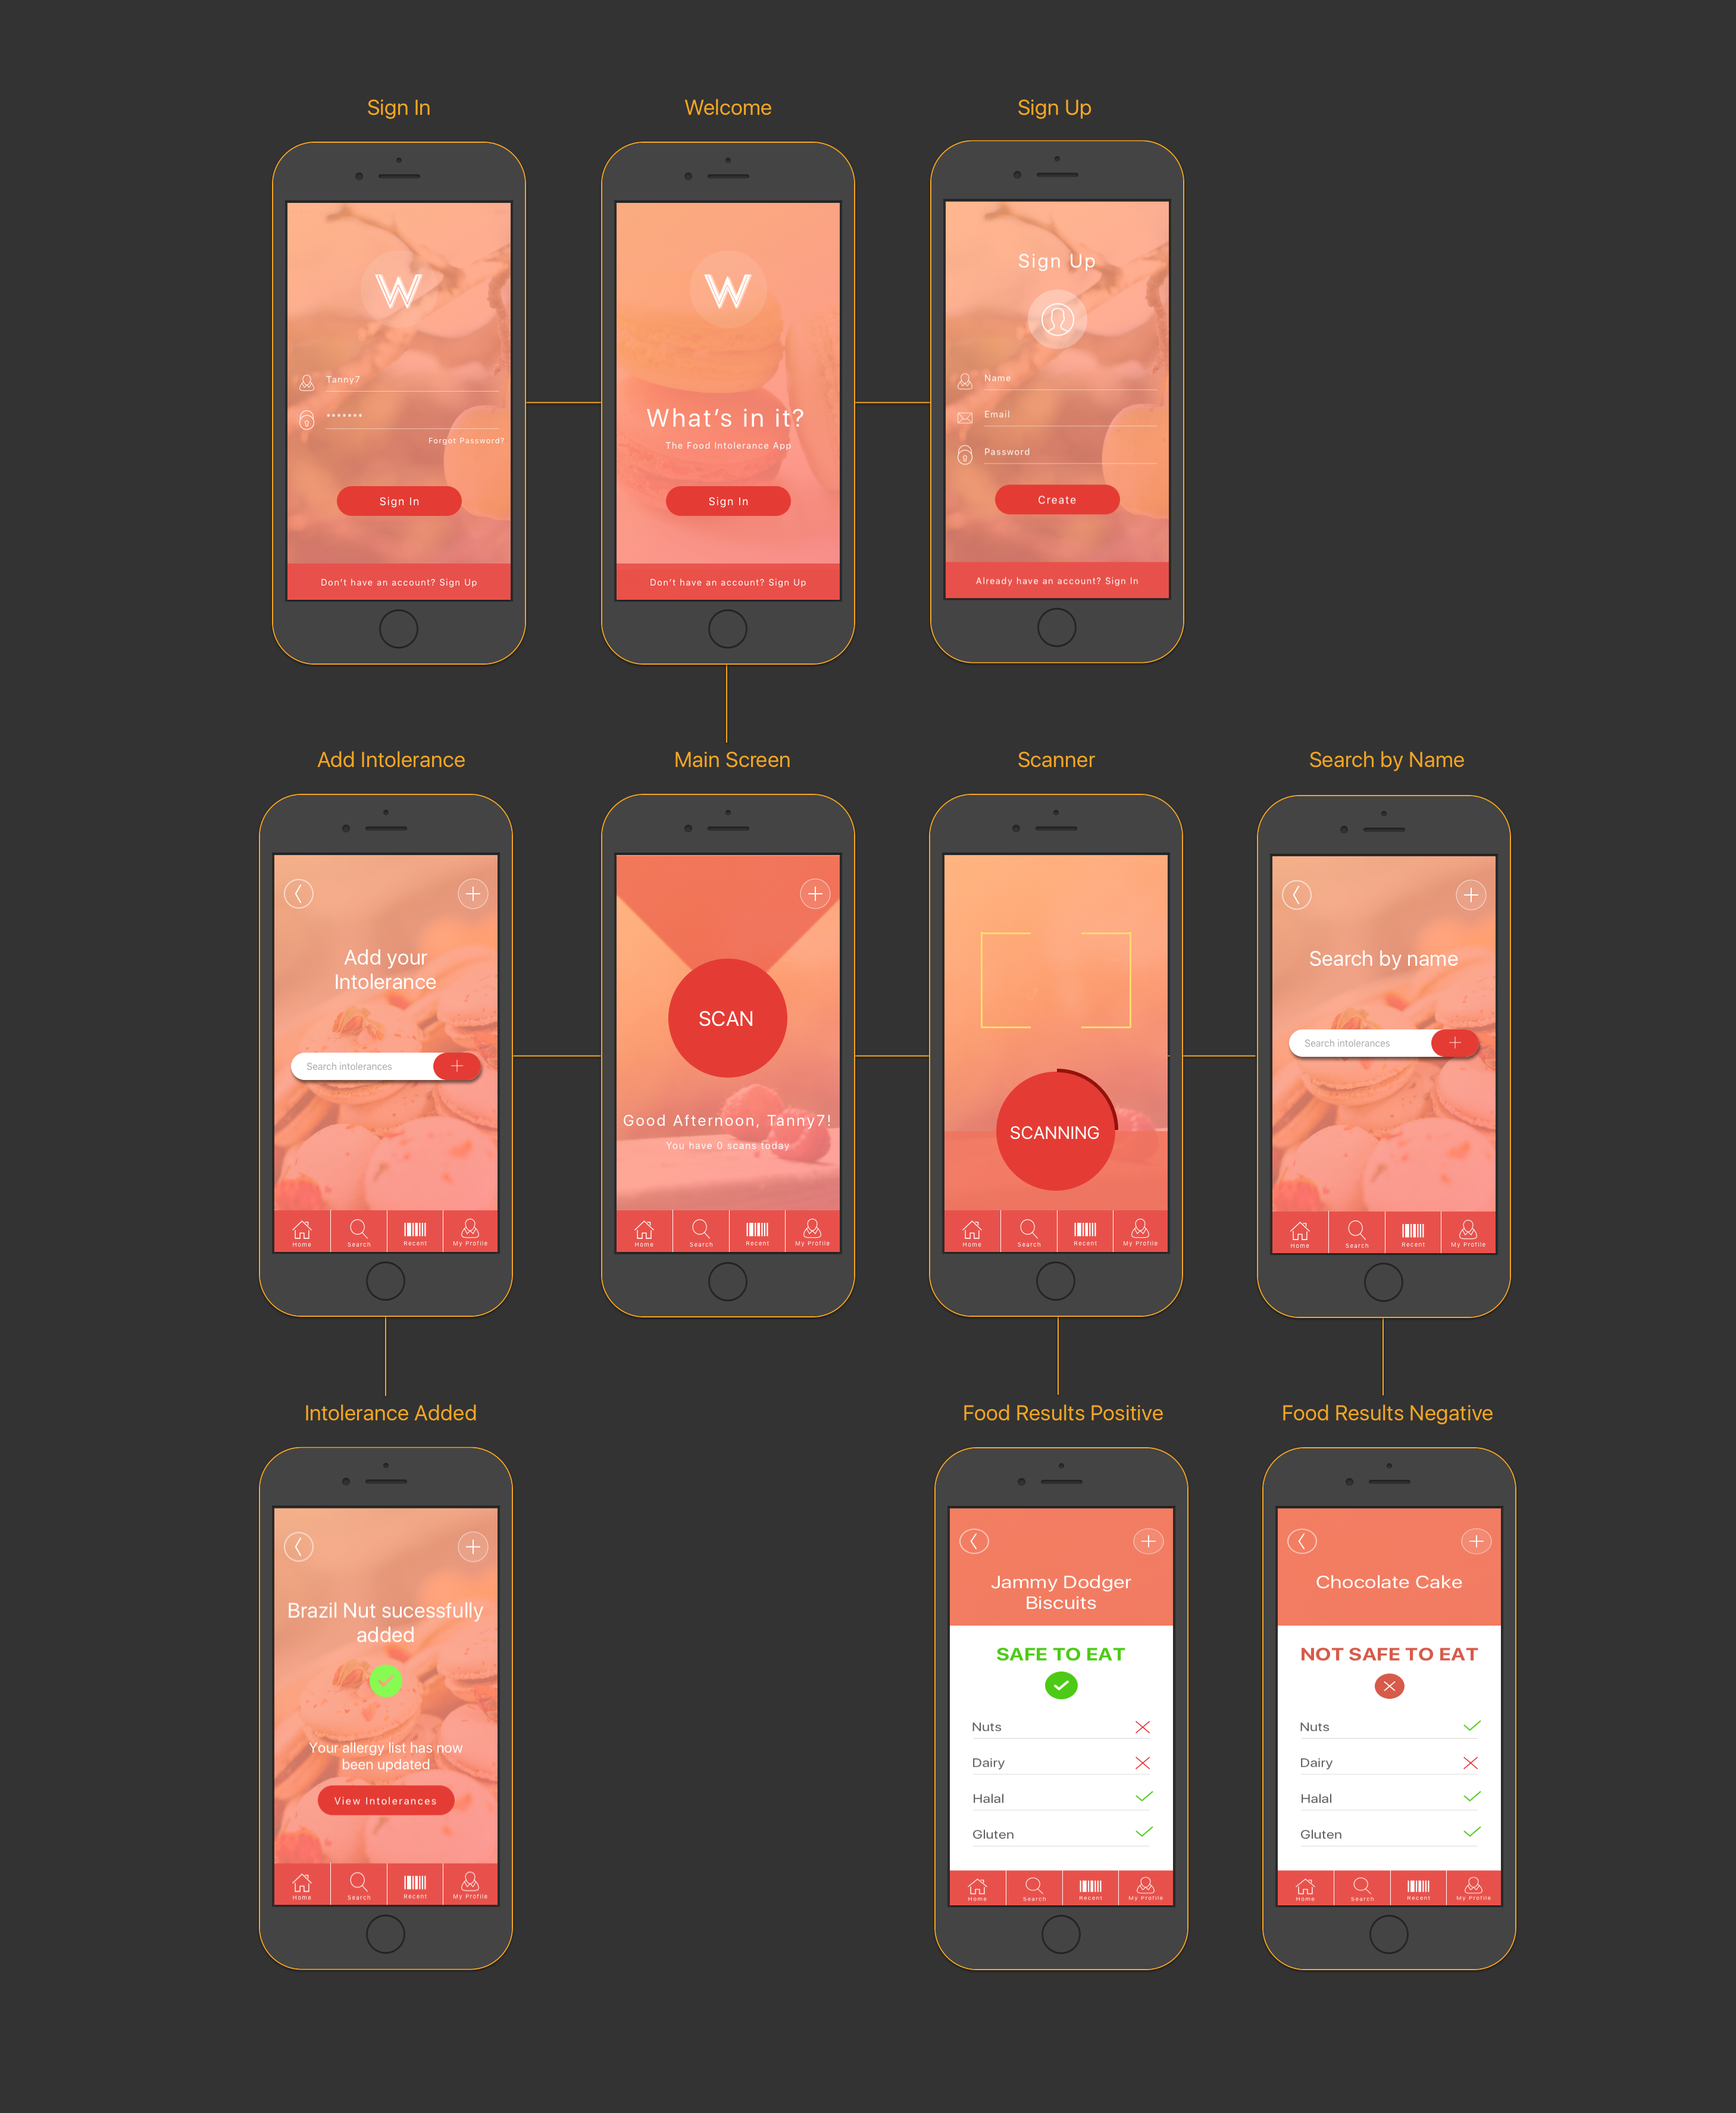 Sign In
Welcome
Sign Up
W
Tanny7
•••••••
Forgot Password?
Sign In
Don't have an account? Sign Up
W
What's in it?
The Food Intolerance App
Sign In
Don't have an account? Sign Up
Sign Up
Name
Email
Password
Create
Already have an account? Sign In
Add Intolerance
Main Screen
Scanner
Search by Name
Add your
Intolerance
Search intolerances
Home
Search
Recent
My Profile
SCAN
Good Afternoon, Tanny7!
You have 0 scans today
Home
Search
Recent
My Profile
SCANNING
Home
Search
Recent
My Profile
Search by name
Search intolerances
Home
Search
Recent
My Profile
Intolerance Added
Food Results Positive
Food Results Negative
Brazil Nut sucessfully
added
Your allergy list has now
been updated
View Intolerances
Home
Search
Recent
My Profile
Jammy Dodger
Biscuits
SAFE TO EAT
Nuts
Dairy
Halal
Gluten
Home
Search
Recent
My Profile
Chocolate Cake
NOT SAFE TO EAT
Nuts
Dairy
Halal
Gluten
Home
Search
Recent
My Profile